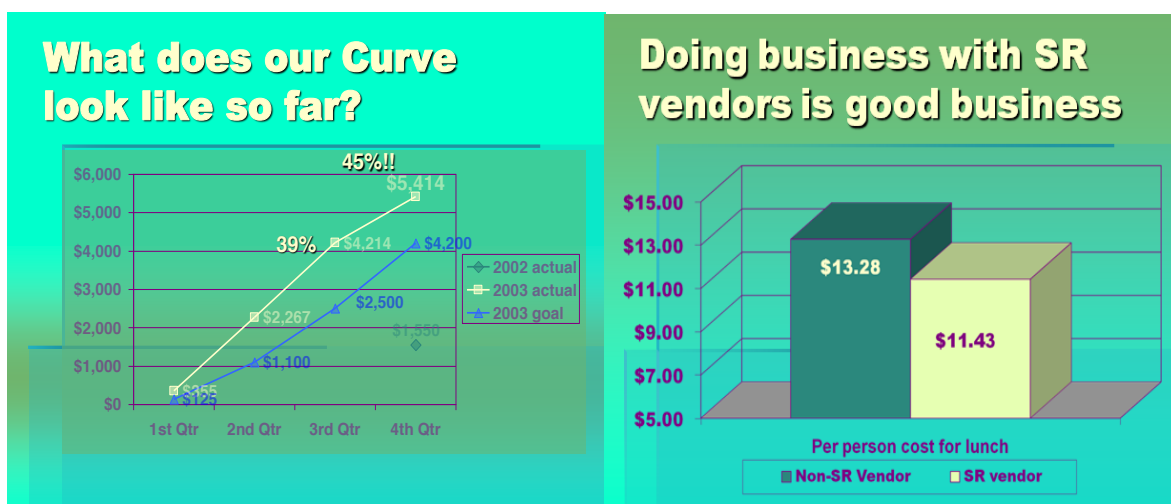 What does our Curve
look like so far?
45%!!
$6,000
$5,414
$5,000
39%
$4,214
$4,200
$4,000
2002 actual
$3,000
2003 actual
$2,500
2003 goal
$2,267
$2,000
$1,550
$1,100
$1,000
$355
$125
$0
1st Qtr 2nd Qtr 3rd Qtr 4th Qtr
Doing business with SR
vendors is good business
$15.00
$13.00
$13.28
$11.00
$11.43
$9.00
$7.00
$5.00
Per person cost for lunch
Non-SR Vendor SR vendor